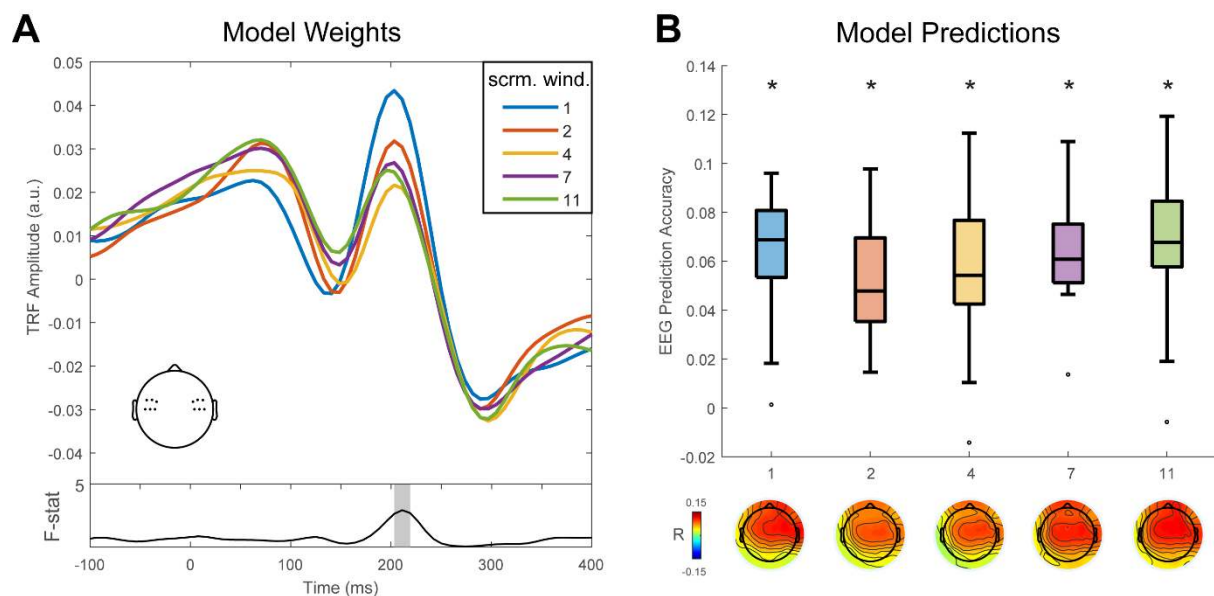 A
Model Weights
TRF Amplitude (a.u.)
0.05
0.04
0.03
0.02
0.01
0
-0.01
-0.02
-0.03
-0.04
scrm. wind.
1
2
4
7
11
F-stat
5
-100
0
100
200
300
400
Time (ms)
B
Model Predictions
EEG Prediction Accuracy
0.14
0.12
0.1
0.08
0.06
0.04
0.02
0
-0.02
* * * * *
1 2 4 7 11
R
0.15
-0.15